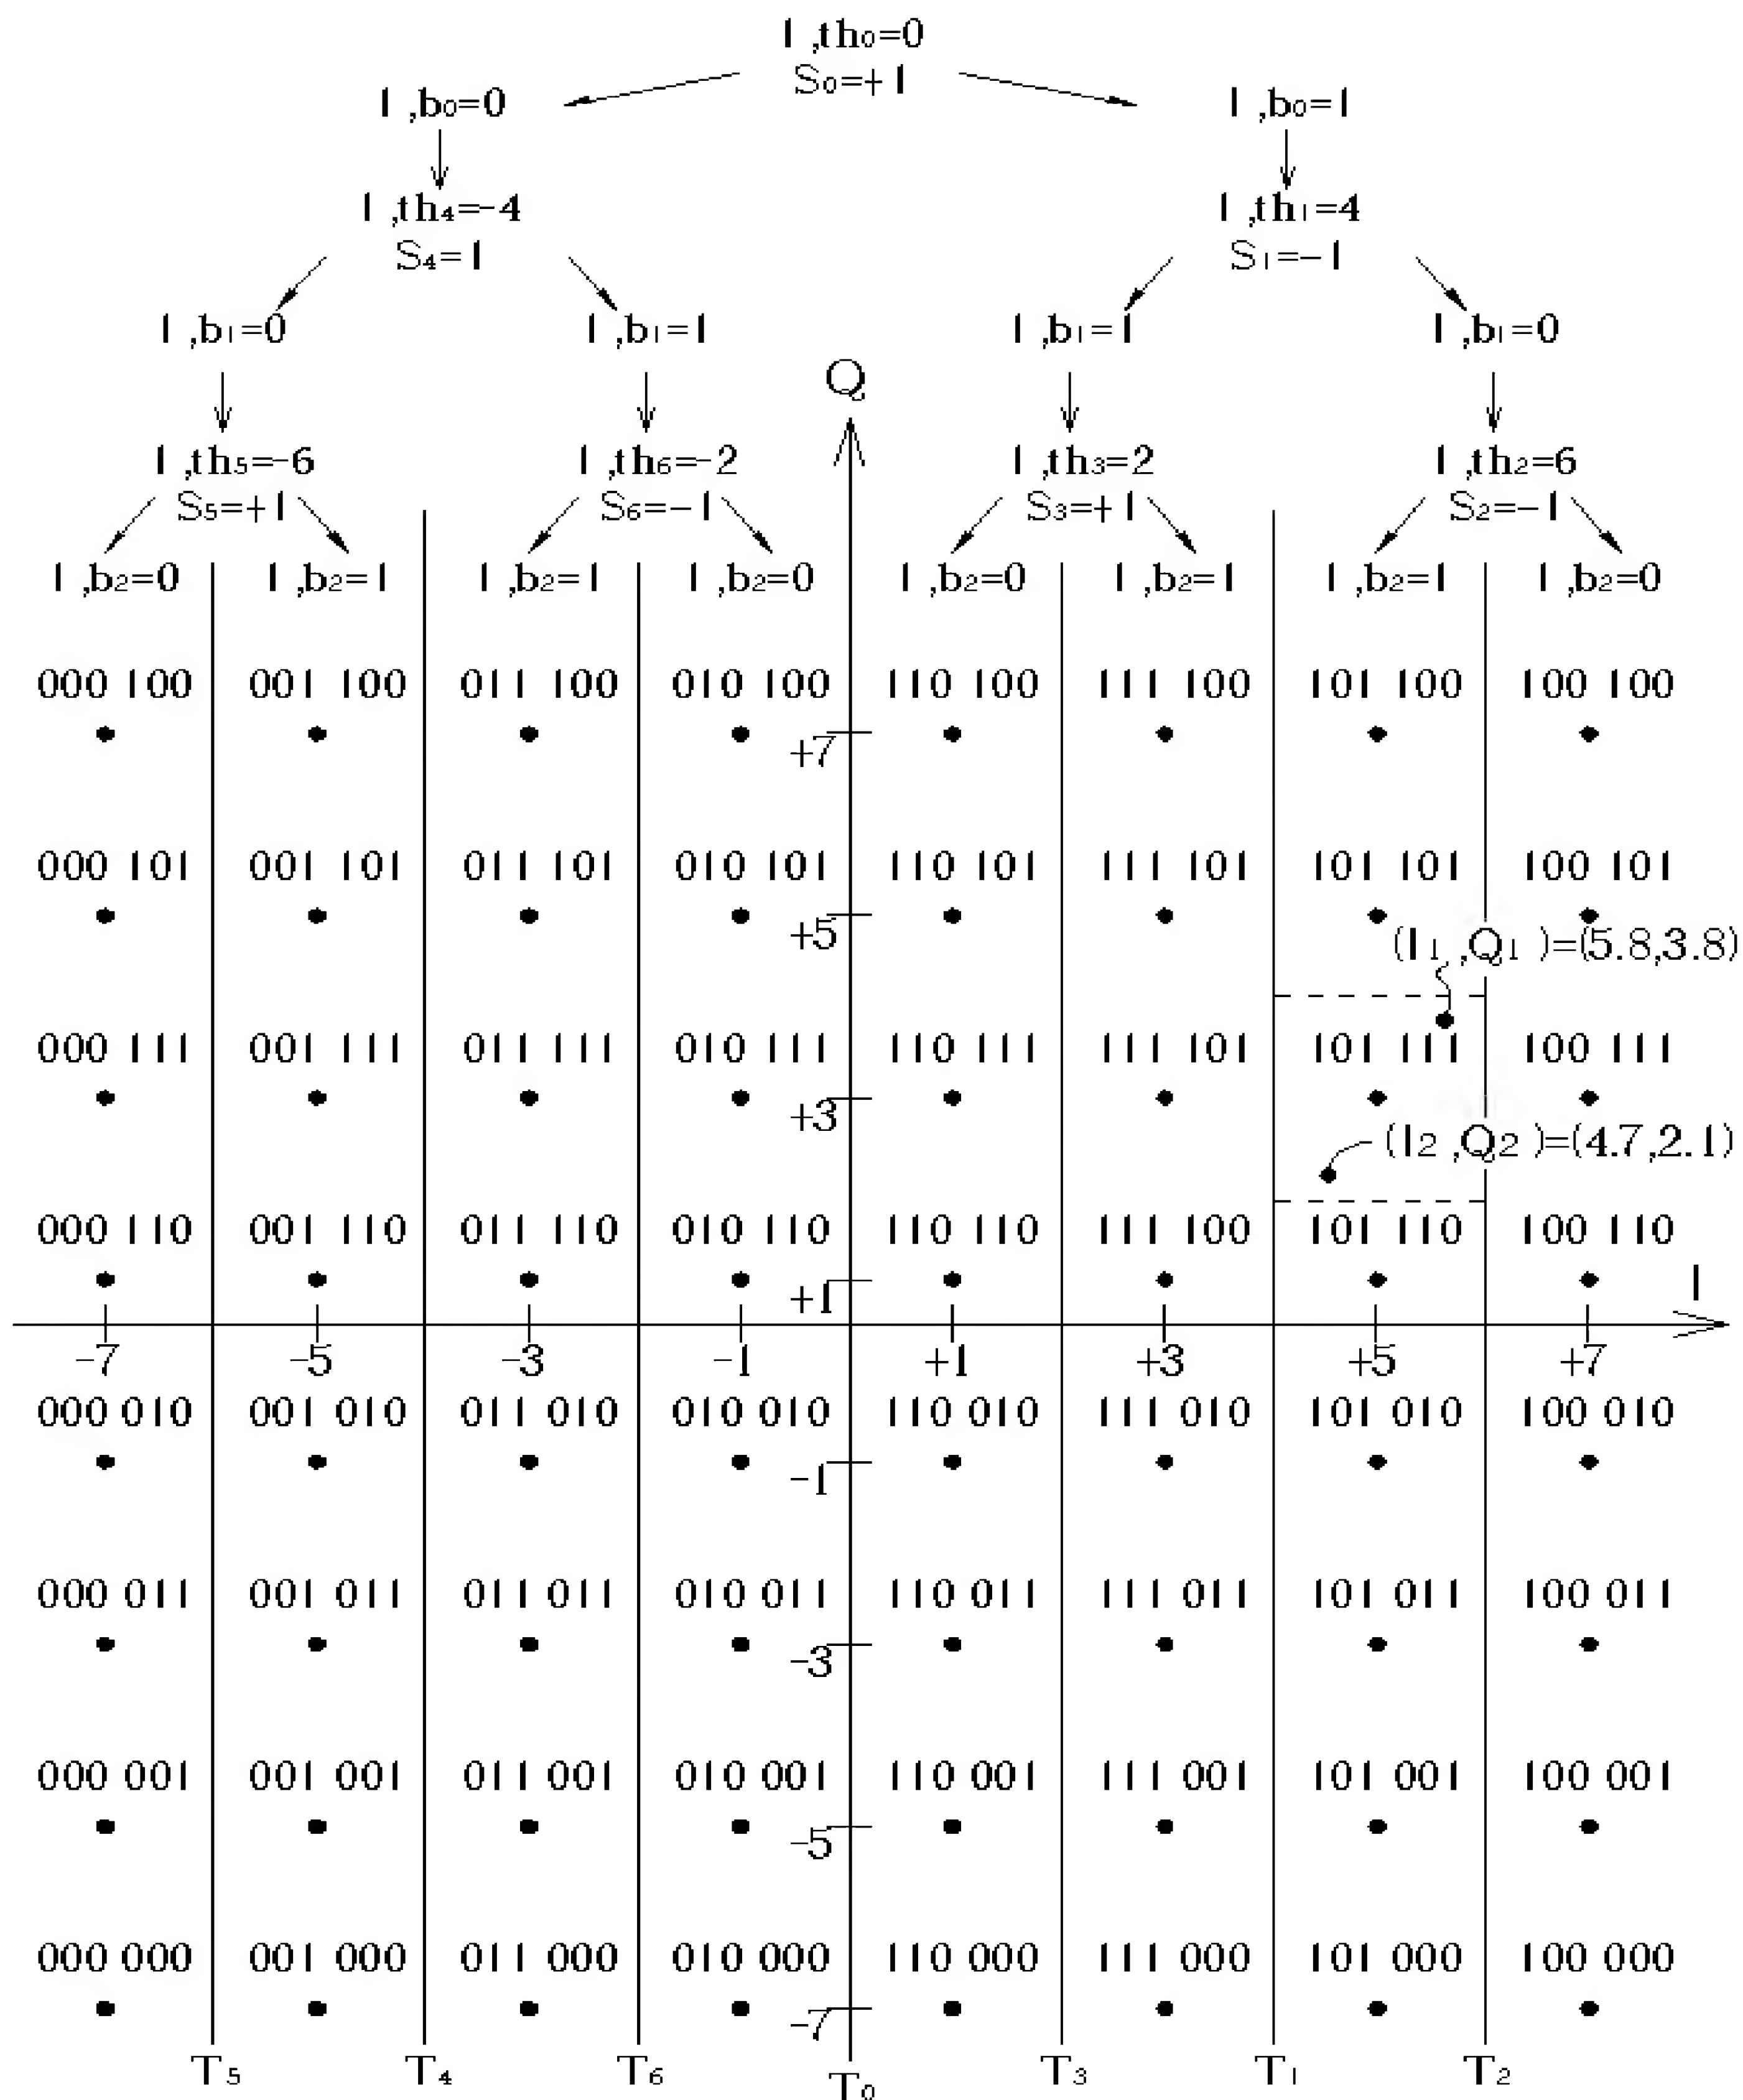 I ,th₀=0
S₀=+1
I ,b₀=0 I ,b₀=1
I ,th₄=-4 I ,th₁=4
S₄=1 S₁=-1
I ,b₁=0 I ,b₁=1 I ,b₁=1 I ,b₁=0
Q
I ,th₅=-6 I ,th₆=-2 I ,th₃=2 I ,th₂=6
S₅=+1 S₆=-1 S₃=+1 S₂=-1
I ,b₂=0 I ,b₂=1 I ,b₂=1 I ,b₂=0 I ,b₂=0 I ,b₂=1 I ,b₂=1 I ,b₂=0
000 100 001 100 011 100 010 100 110 100 111 100 101 100 100 100
+7
000 101 001 101 011 101 010 101 110 101 111 101 101 101 100 101
+5
(I₁ ,Q₁ )=(5.8,3.8)
000 111 001 111 011 111 010 111 110 111 111 101 101 111 100 111
+3
(I₂ ,Q₂ )=(4.7,2.1)
000 110 001 110 011 110 010 110 110 110 111 100 101 110 100 110
+1
I
-7 -5 -3 -1 +1 +3 +5 +7
000 010 001 010 011 010 010 010 110 010 111 010 101 010 100 010
-1
000 011 001 011 011 011 010 011 110 011 111 011 101 011 100 011
-3
000 001 001 001 011 001 010 001 110 001 111 001 101 001 100 001
-5
000 000 001 000 011 000 010 000 110 000 111 000 101 000 100 000
-7
T₅ T₄ T₆ T₀ T₃ T₁ T₂